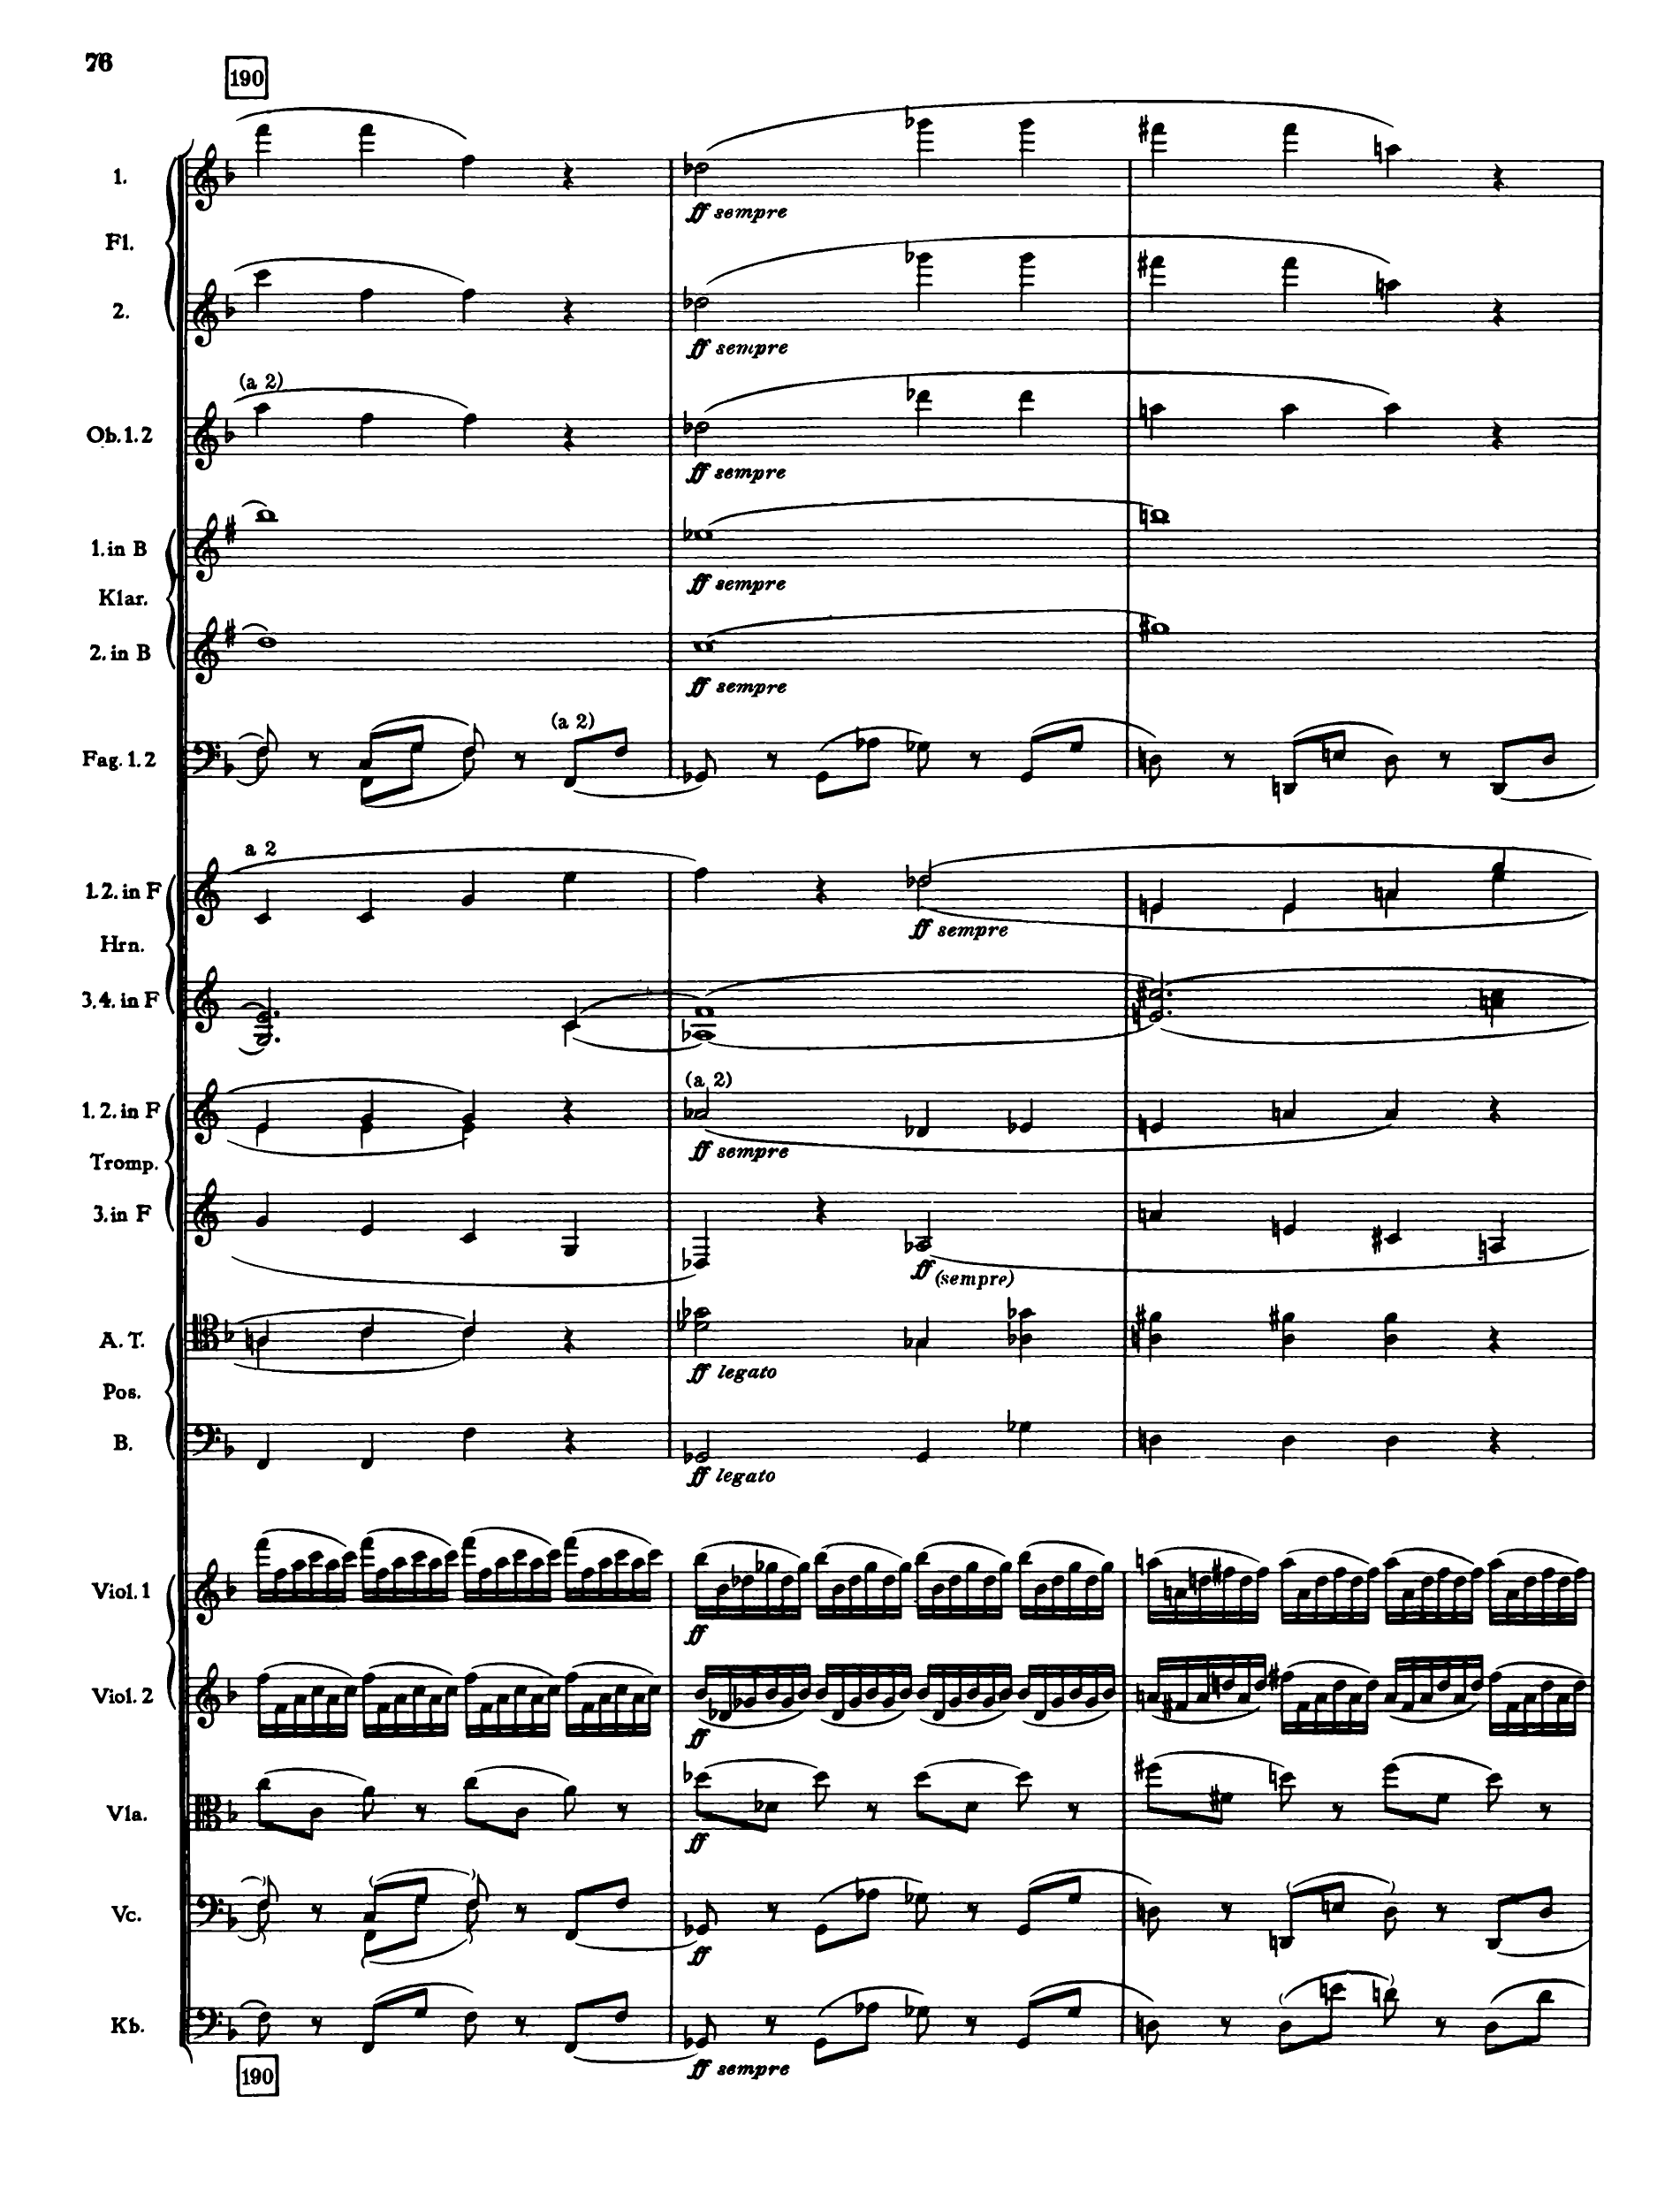 76
190
1.
Fl.
2.
ff sempre
ff sempre
(a 2)
Ob. 1. 2
ff sempre
1. in B
ff sempre
Klar.
2. in B
ff sempre
(a 2)
Fag. 1. 2
a 2
1. 2. in F
ff sempre
Hrn.
3. 4. in F
(a 2)
1. 2. in F
ff sempre
Tromp.
3. in F
ff (sempre)
A. T.
ff legato
Pos.
B.
ff legato
Viol. 1
ff
Viol. 2
ff
Vla.
ff
Vc.
ff
Kb.
ff sempre
190